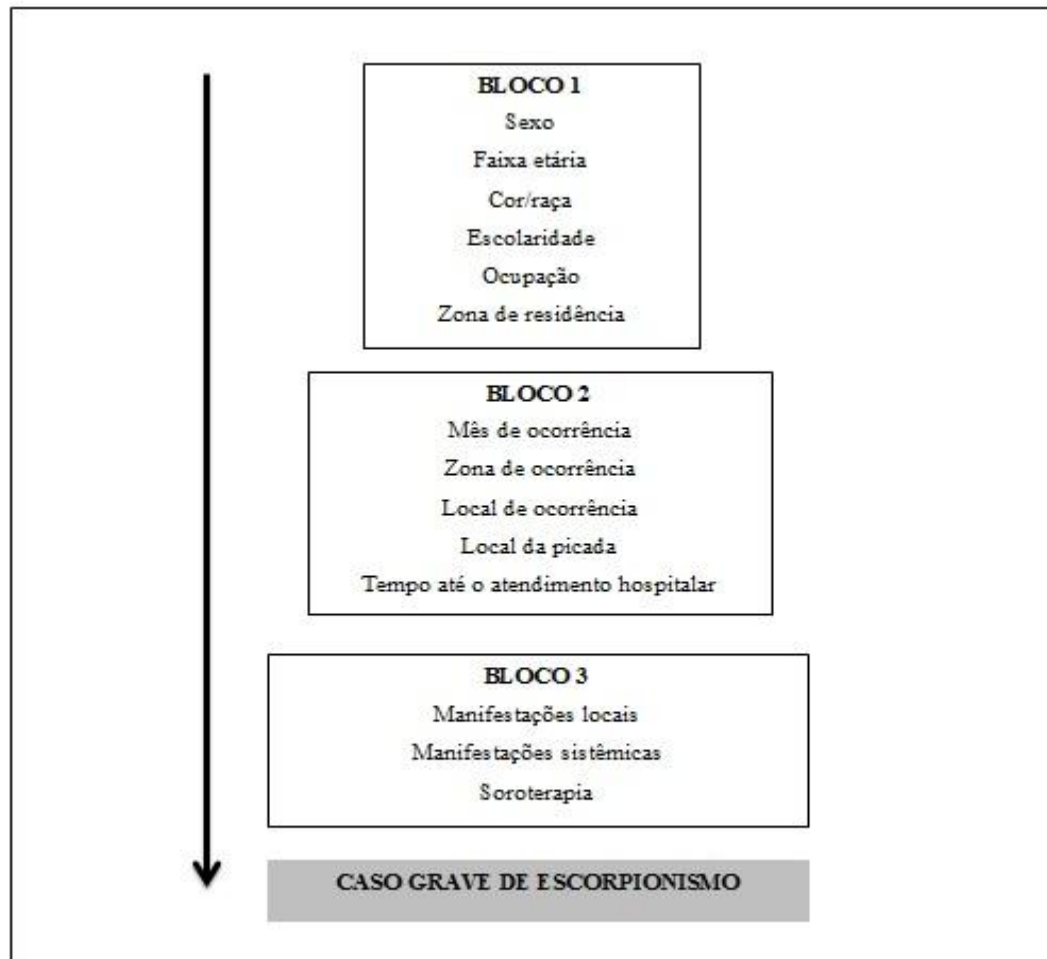 BLOCO 1
Sexo
Faixa etária
Cor/raça
Escolaridade
Ocupação
Zona de residência
BLOCO 2
Mês de ocorrência
Zona de ocorrência
Local de ocorrência
Local da picada
Tempo até o atendimento hospitalar
BLOCO 3
Manifestações locais
Manifestações sistêmicas
Soroterapia
CASO GRAVE DE ESCORPIONISMO